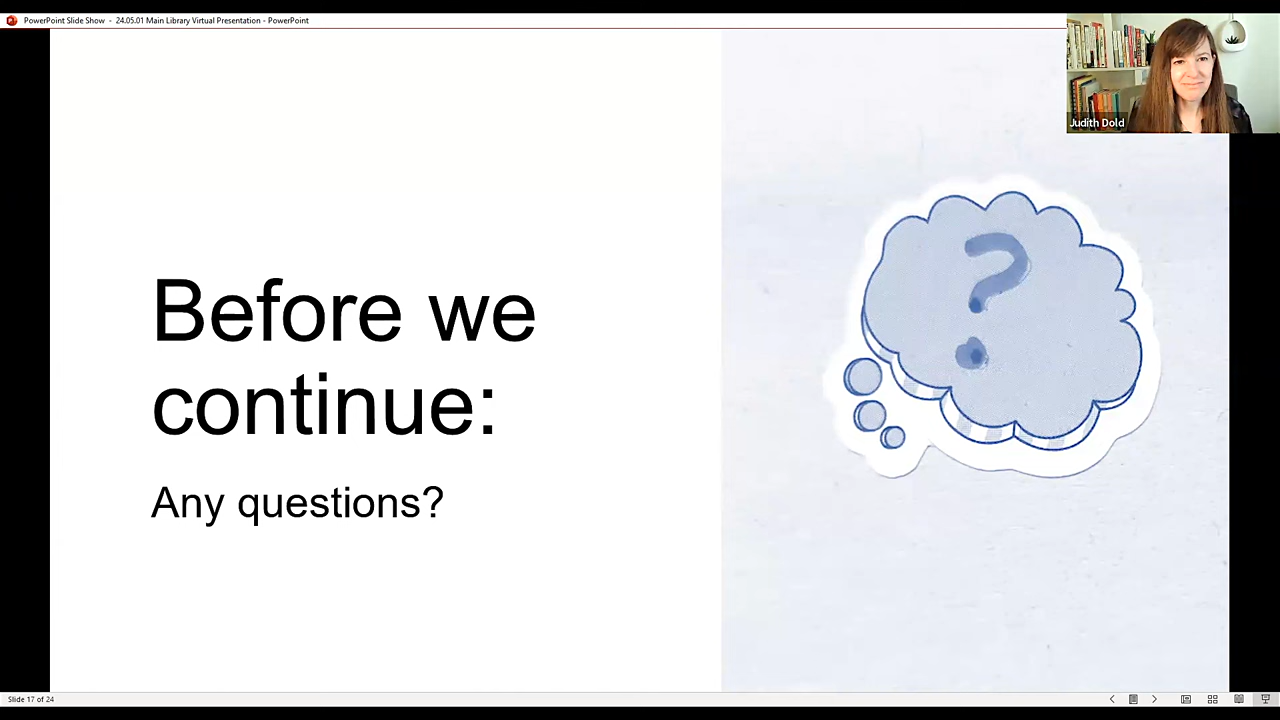 PowerPoint Slide Show - 24.05.01 Main Library Virtual Presentation - PowerPoint
Judith Dold
Before we
continue:
Any questions?
?
Slide 17 of 24